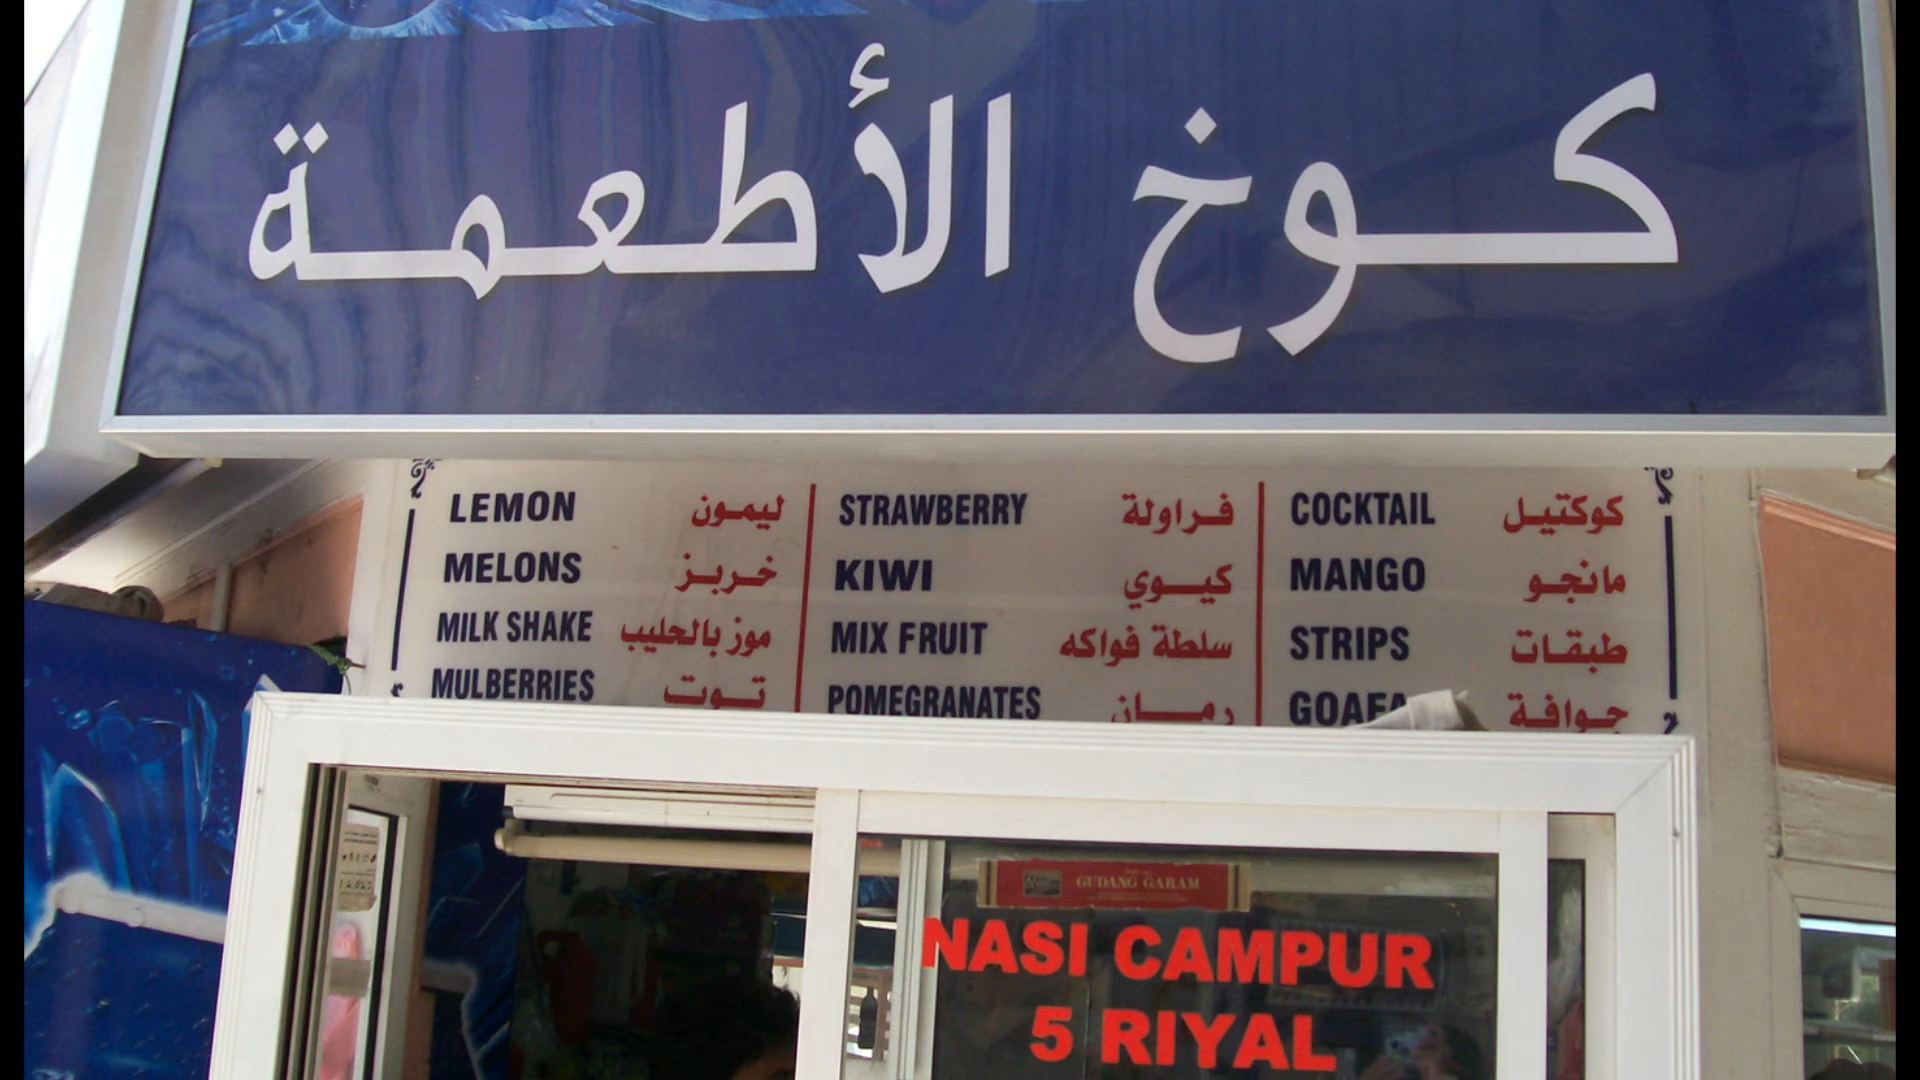 كوخ الأطعمة
LEMON ليمون
MELONS خربز
MILK SHAKE موز بالحليب
MULBERRIES توت
STRAWBERRY فراولة
KIWI كيوي
MIX FRUIT سلطة فواكه
POMEGRANATES رمان
COCKTAIL كوكتيل
MANGO مانجو
STRIPS طبقات
GOAFA جوافة
GUDANG GARAM
NASI CAMPUR
5 RIYAL